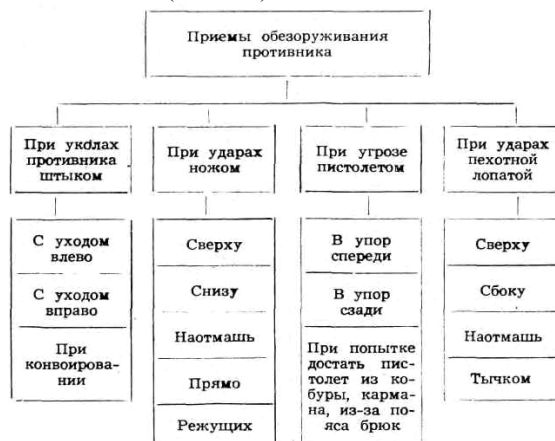 Приемы обезоруживания
противника
При уколах
противника
штыком
При ударах
ножом
При угрозе
пистолетом
При ударах
пехотной
лопатой
С уходом
влево
С уходом
вправо
При
конвоирова-
нии
Сверху
Снизу
Наотмашь
Прямо
Режущих
В упор
спереди
В упор
сзади
При попытке
достать пис-
толет из ко-
буры, карма-
на, из-за по-
яса брюк
Сверху
Сбоку
Наотмашь
Тычком